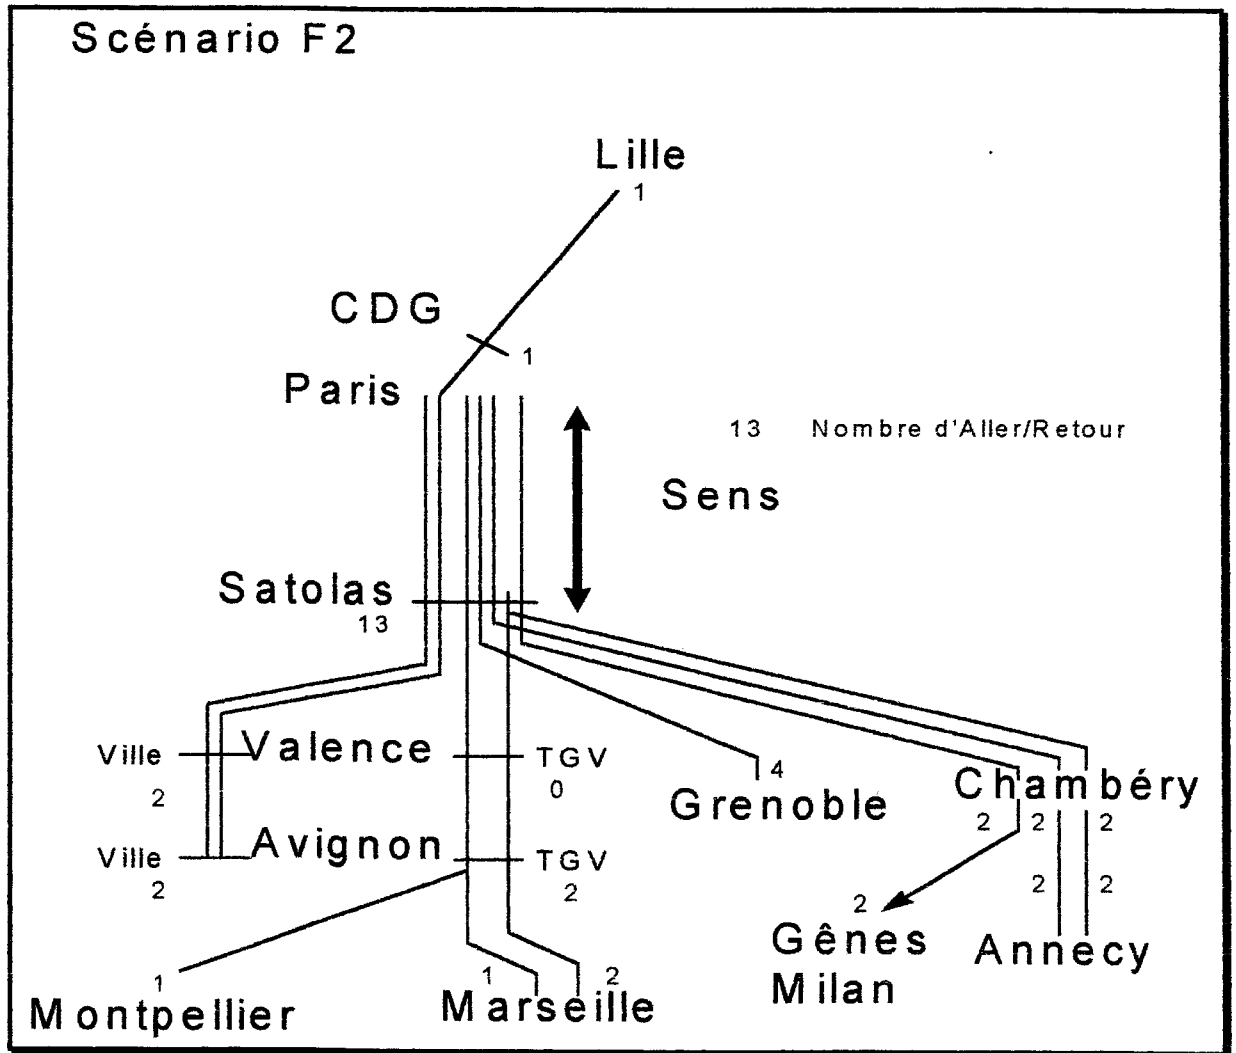 Scénario F2
Lille
1
CDG
1
Paris
13 Nombre d'Aller/Retour
Sens
Satolas
13
Ville Valence TGV
2
0
4
Grenoble
Chambéry
2 2 2
Ville Avignon TGV
2
2
2 2
2
Gênes
Milan
Annecy
1
Montpellier
1 2
Marseille